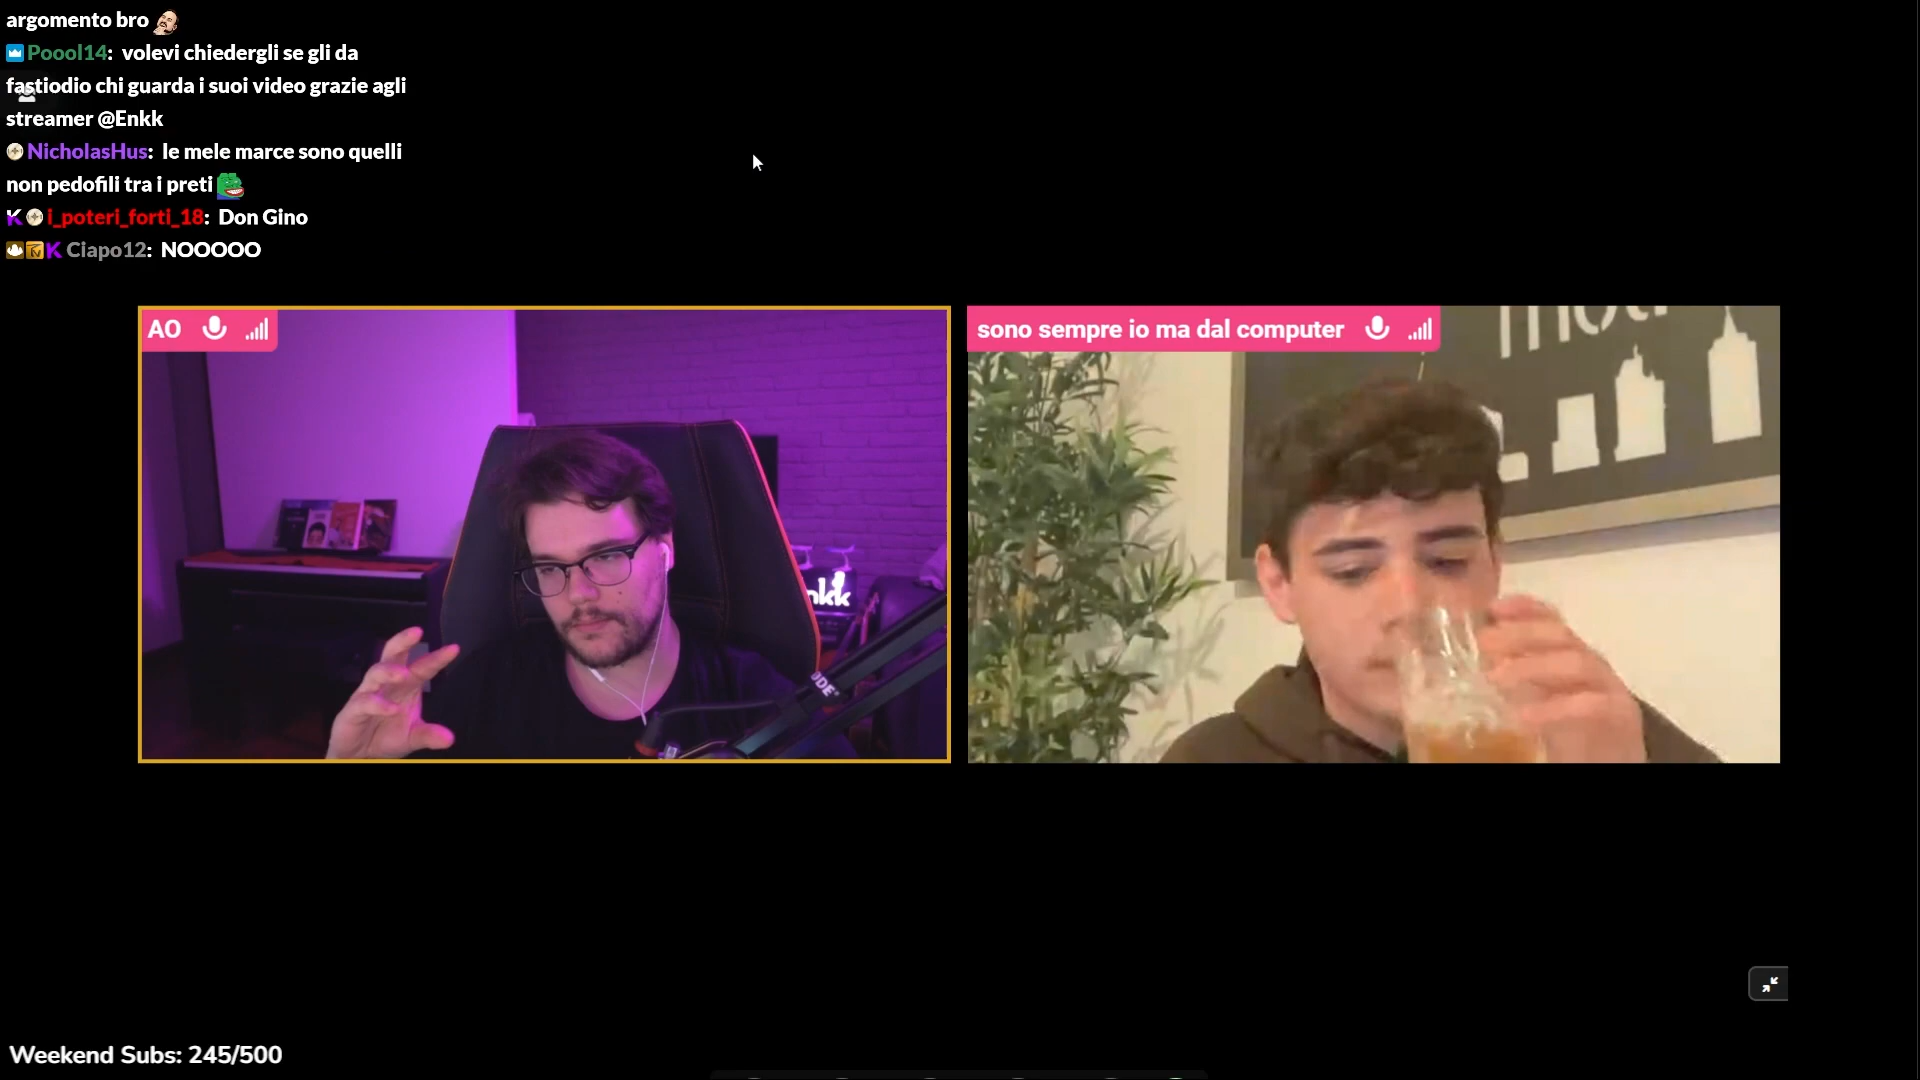 argomento bro
Poool14: volevi chiedergli se gli da
fastiodio chi guarda i suoi video grazie agli
streamer @Enkk
NicholasHus: le mele marce sono quelli
non pedofili tra i preti
i_poteri_forti_18: Don Gino
Ciapo12: NOOOOO
AO
sono sempre io ma dal computer
nkk
Weekend Subs: 245/500